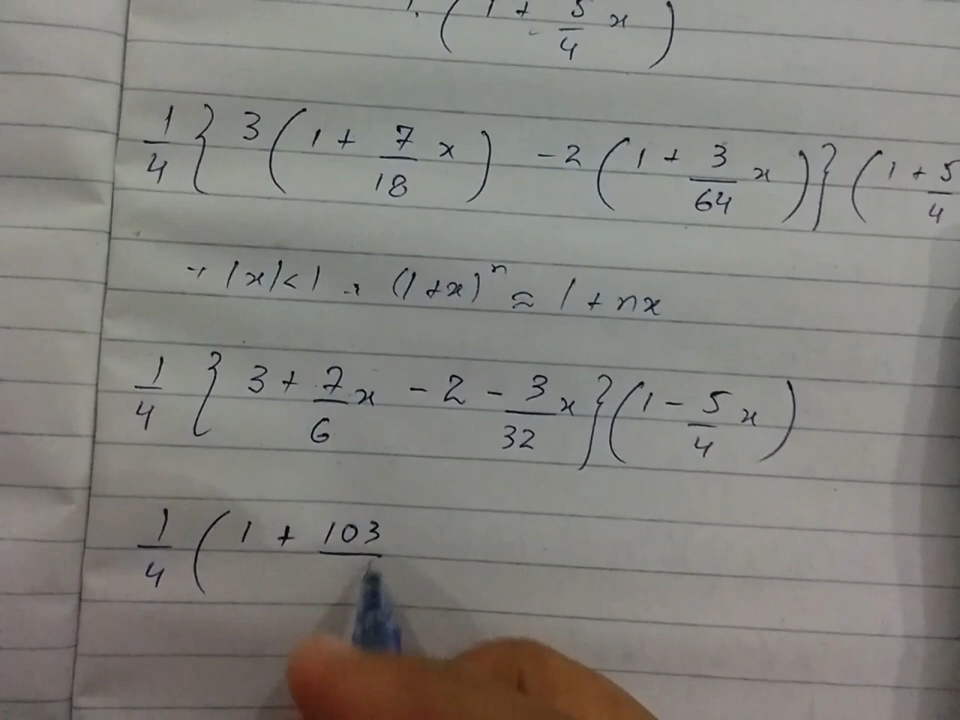 (1 + 5/4 x)
1/4 { 3(1 + 7/18 x) - 2(1 + 3/64 x)} (1 + 5/4
|x|<1 . (1+x)^n ≈ 1 + nx
1/4 { 3 + 7/6 x - 2 - 3/32 x} (1 - 5/4 x)
1/4 (1 + 103